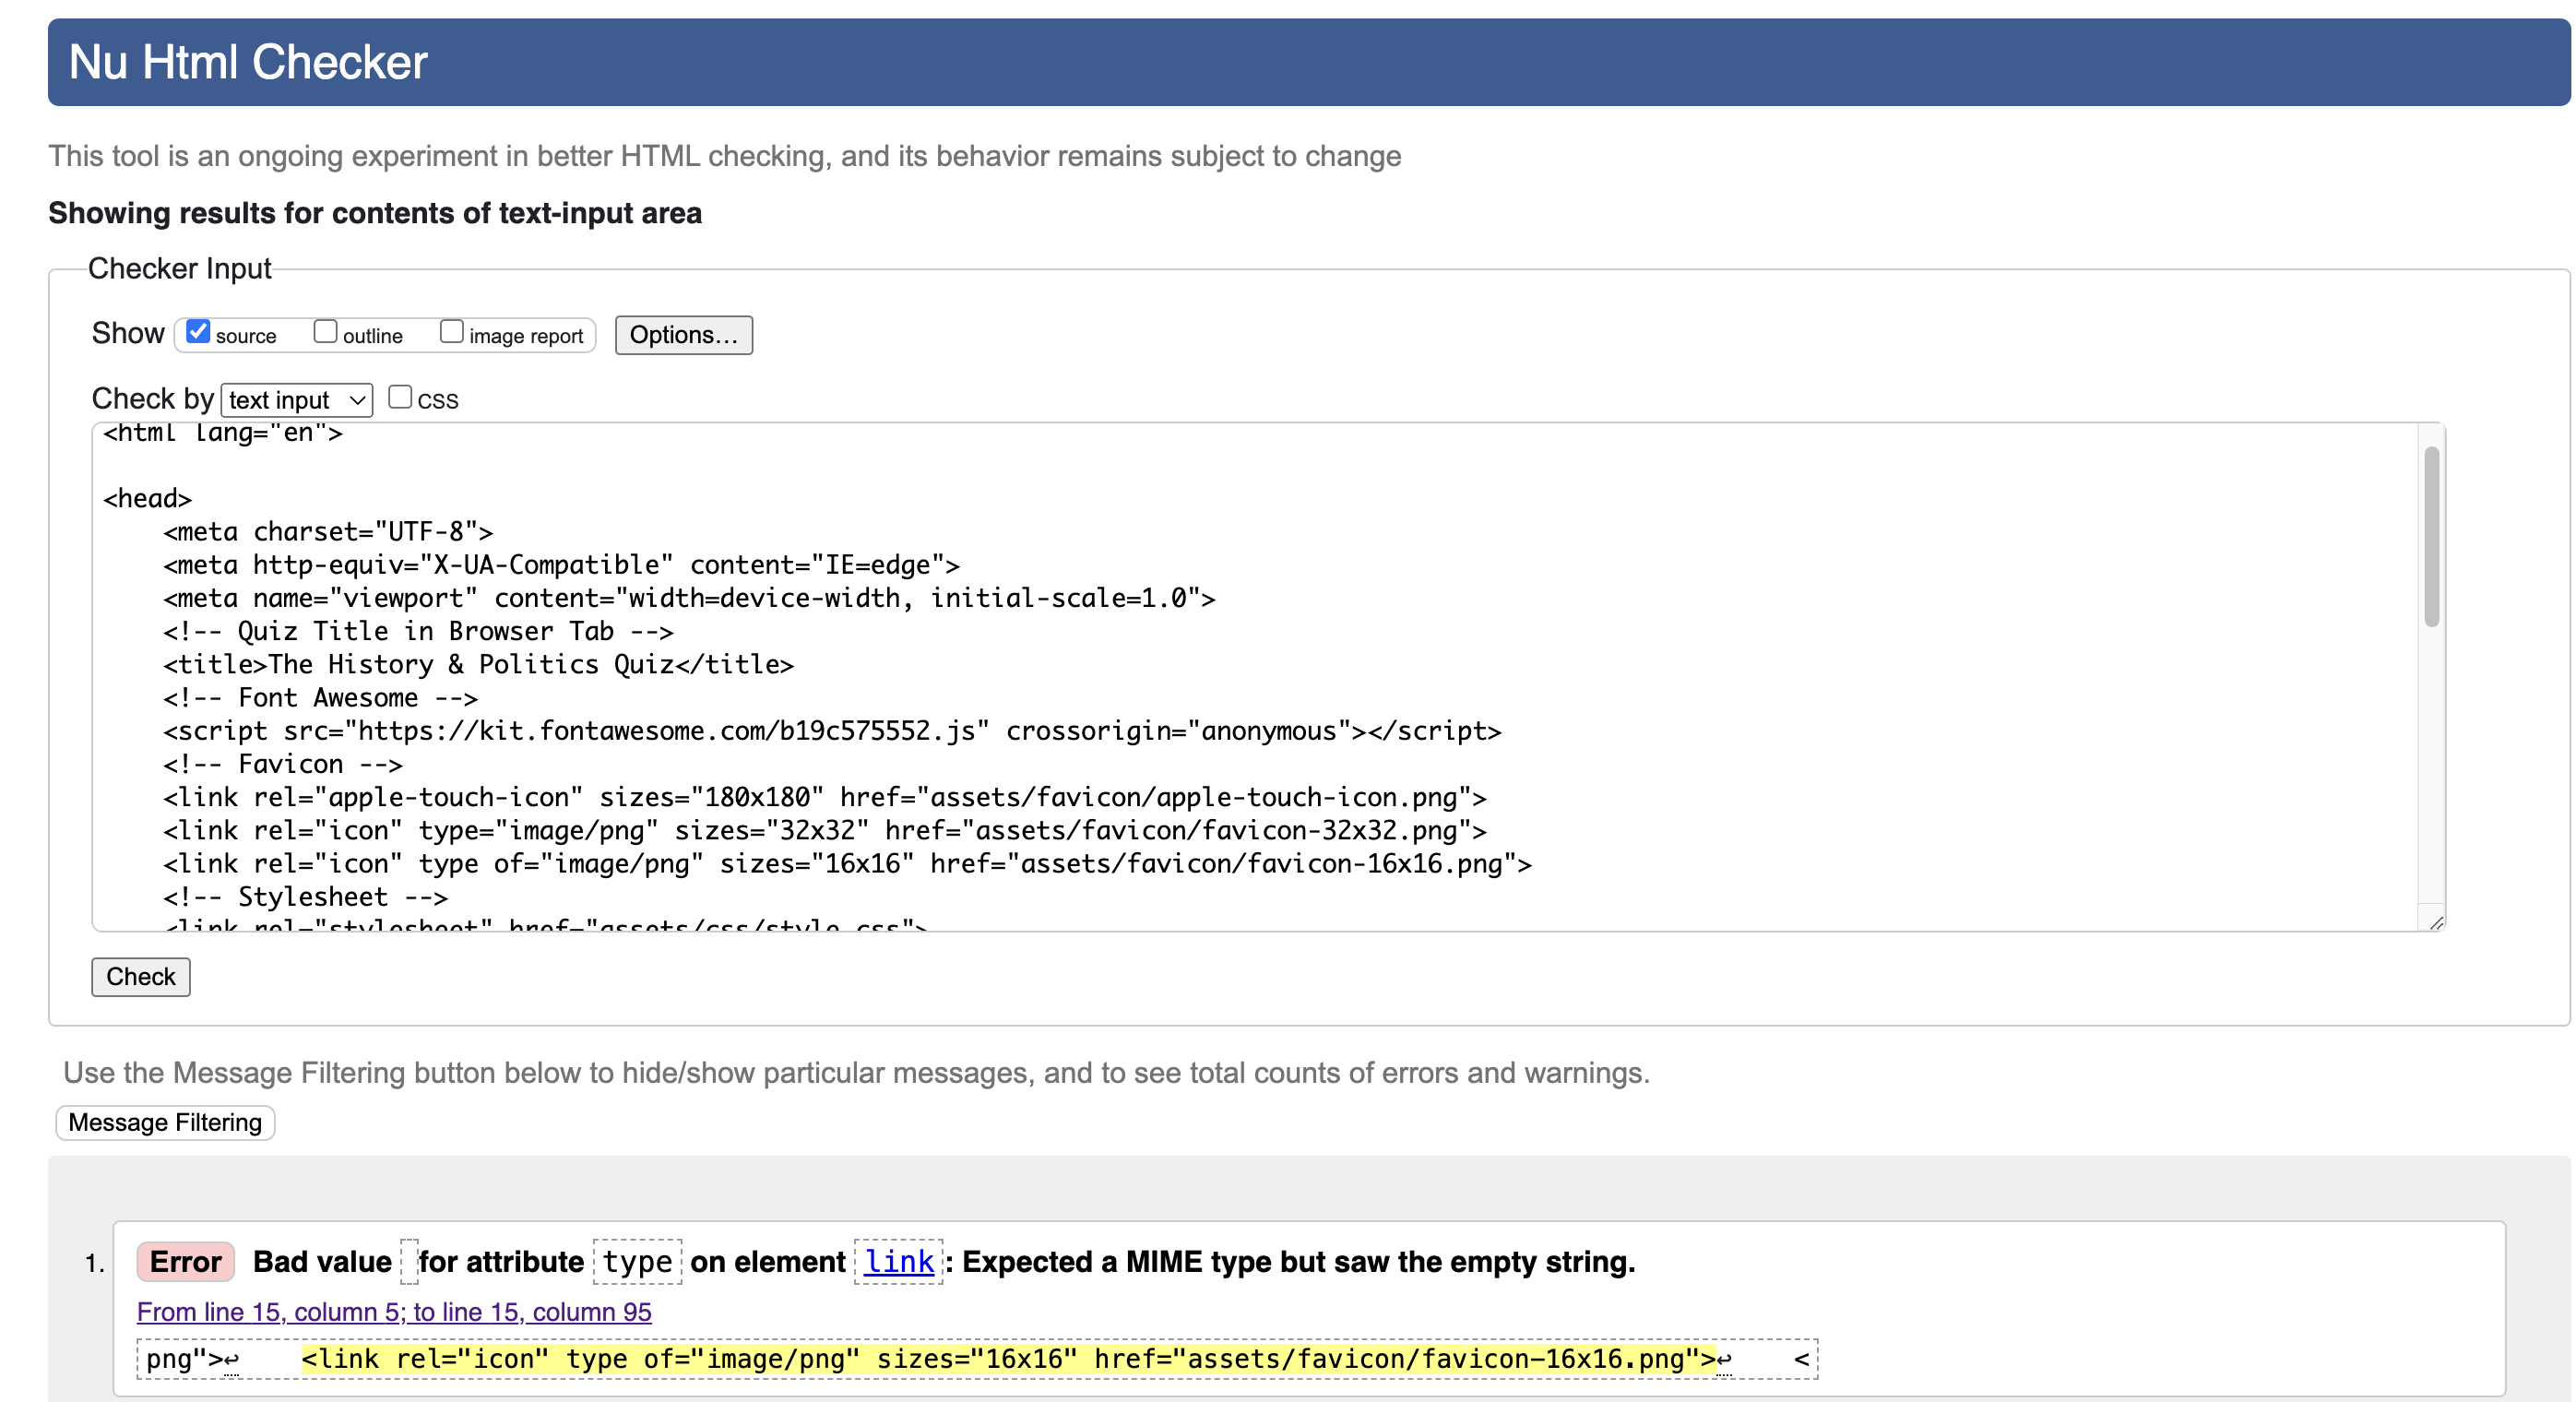 Nu Html Checker
This tool is an ongoing experiment in better HTML checking, and its behavior remains subject to change
Showing results for contents of text-input area
Checker Input
Show source outline image report Options...
Check by text input CSS
<html lang="en">
<head>
<meta charset="UTF-8">
<meta http-equiv="X-UA-Compatible" content="IE=edge">
<meta name="viewport" content="width=device-width, initial-scale=1.0">
<!-- Quiz Title in Browser Tab -->
<title>The History & Politics Quiz</title>
<!-- Font Awesome -->
<script src="https://kit.fontawesome.com/b19c575552.js" crossorigin="anonymous"></script>
<!-- Favicon -->
<link rel="apple-touch-icon" sizes="180x180" href="assets/favicon/apple-touch-icon.png">
<link rel="icon" type="image/png" sizes="32x32" href="assets/favicon/favicon-32x32.png">
<link rel="icon" type of="image/png" sizes="16x16" href="assets/favicon/favicon-16x16.png">
<!-- Stylesheet -->
<link rel="stylesheet" href="assets/css/style.css">
Check
Use the Message Filtering button below to hide/show particular messages, and to see total counts of errors and warnings.
Message Filtering
1. Error Bad value for attribute type on element link: Expected a MIME type but saw the empty string.
From line 15, column 5; to line 15, column 95
png">↩ <link rel="icon" type of="image/png" sizes="16x16" href="assets/favicon/favicon-16x16.png">↩ <